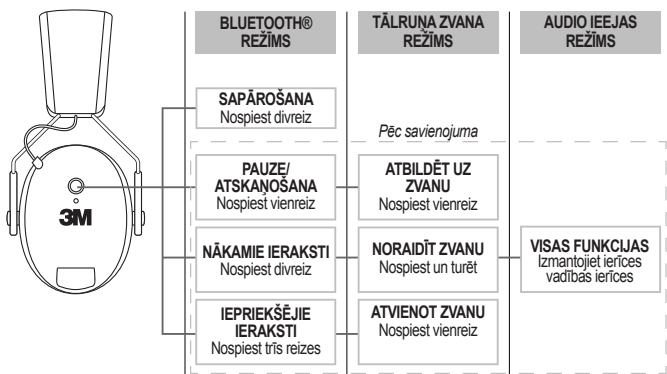 BLUETOOTH®
REŽĪMS
TĀLRUŅA ZVANA
REŽĪMS
AUDIO IEEJAS
REŽĪMS
SAPĀROŠANA
Nospiest divreiz
Pēc savienojuma
PAUZE/
ATSKAŅOŠANA
Nospiest vienreiz
ATBILDĒT UZ
ZVANU
Nospiest vienreiz
3M
NĀKAMIE IERAKSTI
Nospiest divreiz
NORAIDĪT ZVANU
Nospiest un turēt
VISAS FUNKCIJAS
Izmantojiet ierīces
vadības ierīces
IEPRIEKŠĒJIE
IERAKSTI
Nospiest trīs reizes
ATVIENOT ZVANU
Nospiest vienreiz